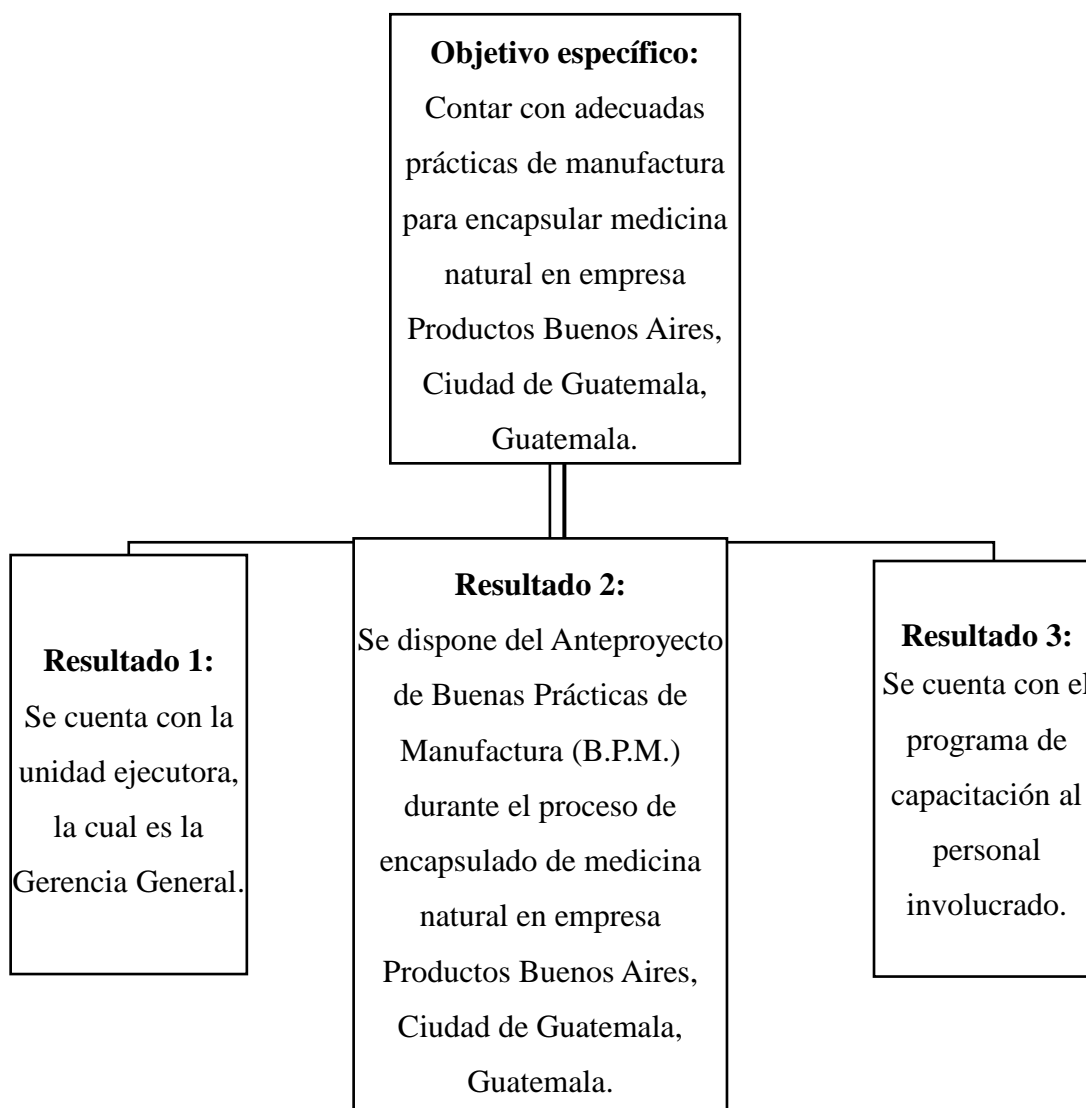 Objetivo específico:
Contar con adecuadas
prácticas de manufactura
para encapsular medicina
natural en empresa
Productos Buenos Aires,
Ciudad de Guatemala,
Guatemala.
Resultado 1:
Se cuenta con la
unidad ejecutora,
la cual es la
Gerencia General.
Resultado 2:
Se dispone del Anteproyecto
de Buenas Prácticas de
Manufactura (B.P.M.)
durante el proceso de
encapsulado de medicina
natural en empresa
Productos Buenos Aires,
Ciudad de Guatemala,
Guatemala.
Resultado 3:
Se cuenta con el
programa de
capacitación al
personal
involucrado.